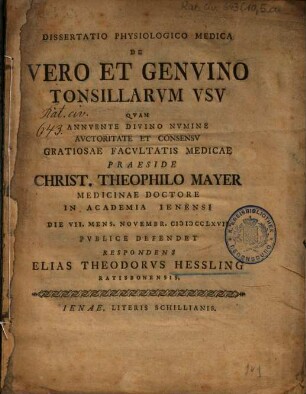 DISSERTATIO PHYSIOLOGICO MEDICA
DE
VERO ET GENVINO
TONSILLARVM VSV
QVAM
ANNVENTE DIVINO NVMINE
AVCTORITATE ET CONSENSV
GRATIOSAE FACVLTATIS MEDICAE
PRAESIDE
CHRIST. THEOPHILO MAYER
MEDICINAE DOCTORE
IN ACADEMIA IENENSI
DIE VII. MENS. NOVEMBR.
PVBLICE DEFENDET
RESPONDENS
ELIAS THEODORVS HESSLING
RATISBONENSIS.
IENAE, LITERIS SCHILLIANIS.